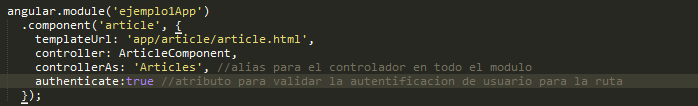 angular.module('ejemplo1App')
.component('article', {
templateUrl: 'app/article/article.html',
controller: ArticleComponent,
controllerAs: 'Articles', //alias para el controlador en todo el modulo
authenticate:true //atributo para validar la autentificacion de usuario para la ruta
});